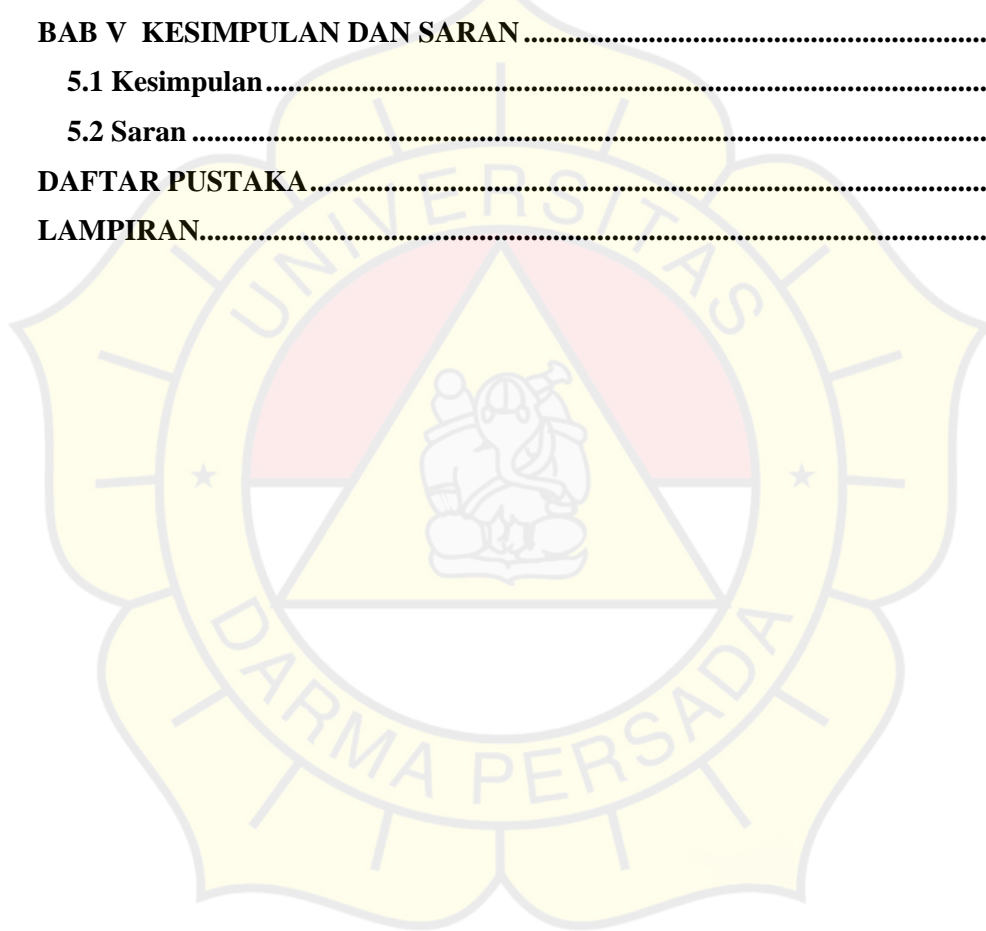 BAB V KESIMPULAN DAN SARAN........................................................................
5.1 Kesimpulan........................................................................
5.2 Saran........................................................................
DAFTAR PUSTAKA........................................................................
LAMPIRAN........................................................................
UNIVERSITAS
DARMA PERSADA